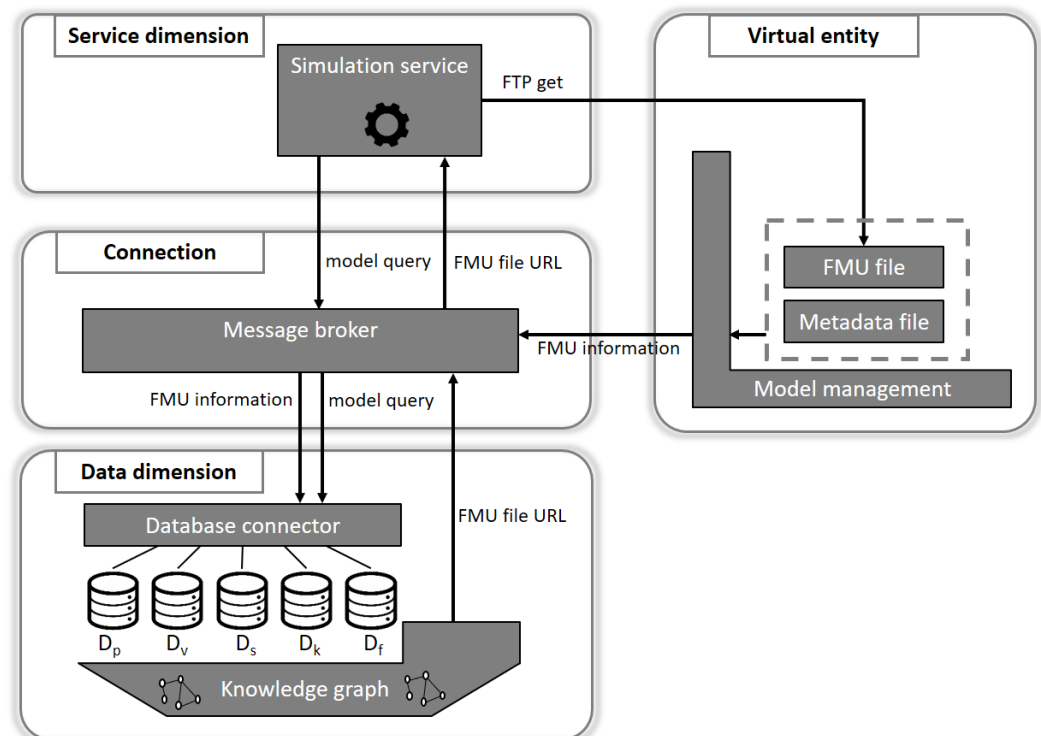 Service dimension
Simulation service
FTP get
Virtual entity
FMU file
Metadata file
Model management
Connection
model query
FMU file URL
Message broker
FMU information
FMU information
model query
Data dimension
Database connector
FMU file URL
Dp
Dv
Ds
Dk
Df
Knowledge graph